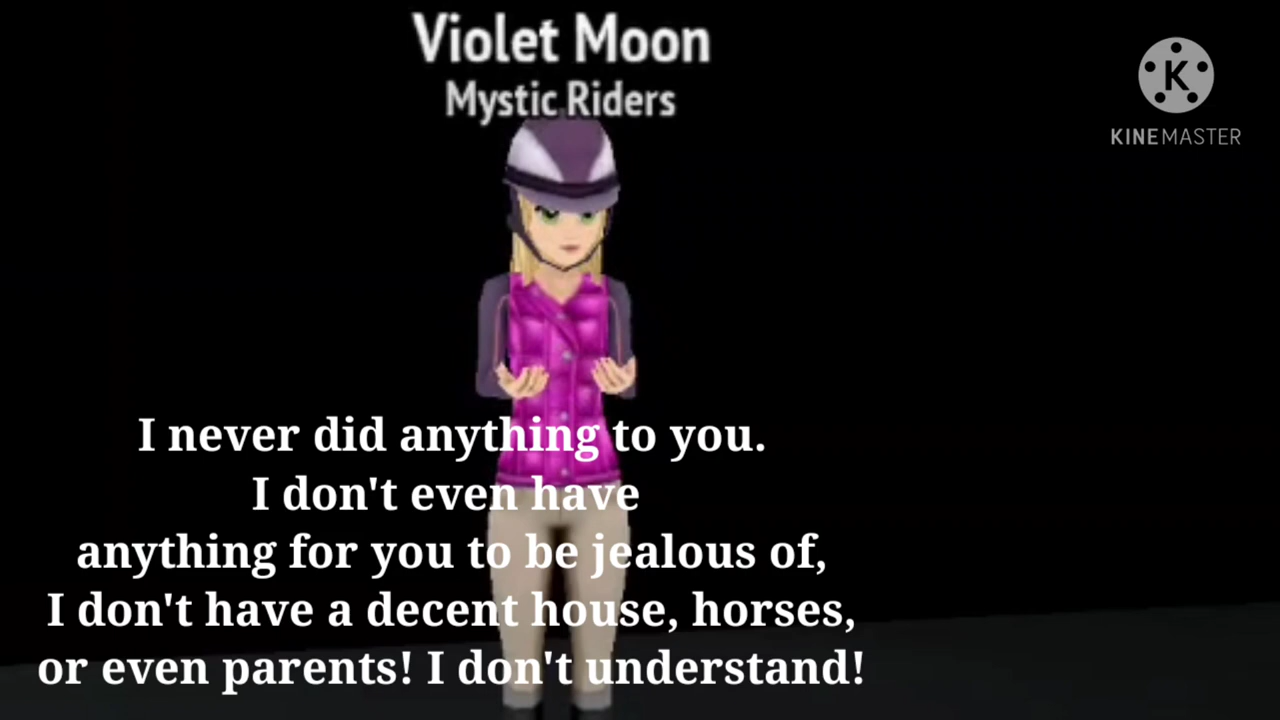 Violet Moon
Mystic Riders
K
KINEMASTER
I never did anything to you.
I don't even have
anything for you to be jealous of,
I don't have a decent house, horses,
or even parents! I don't understand!